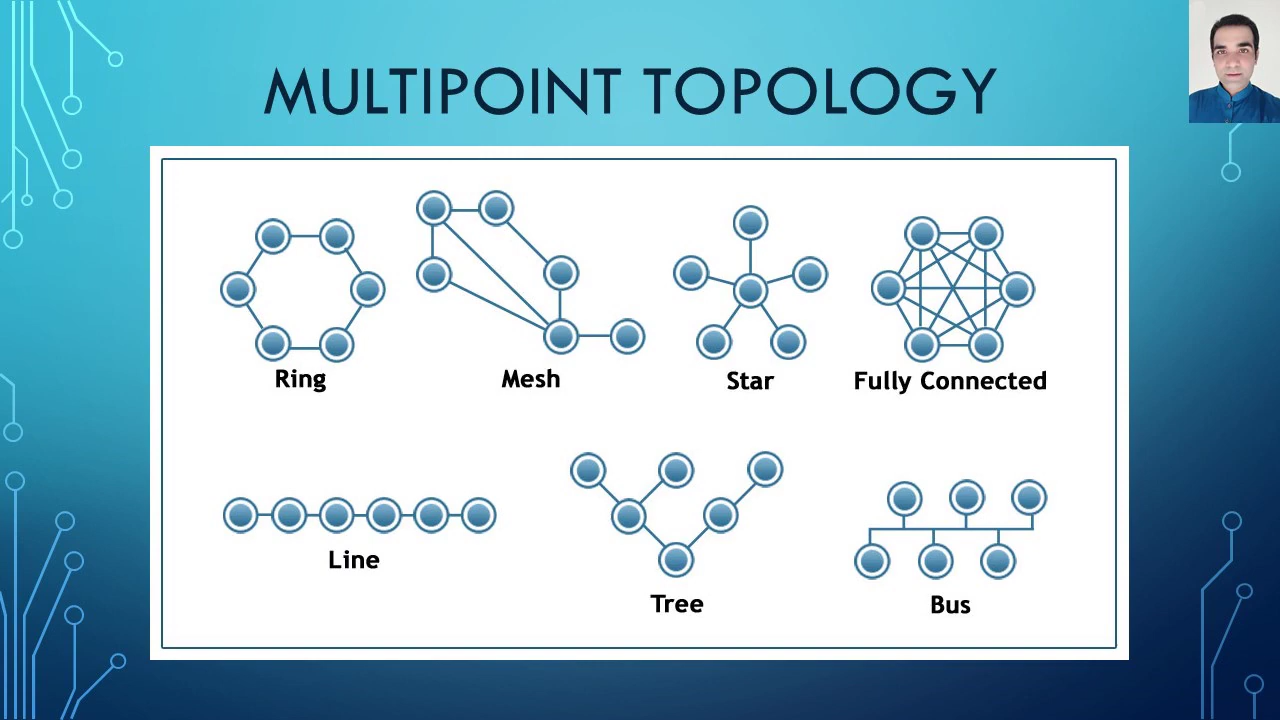 MULTIPOINT TOPOLOGY
Ring
Mesh
Star
Fully Connected
Line
Tree
Bus